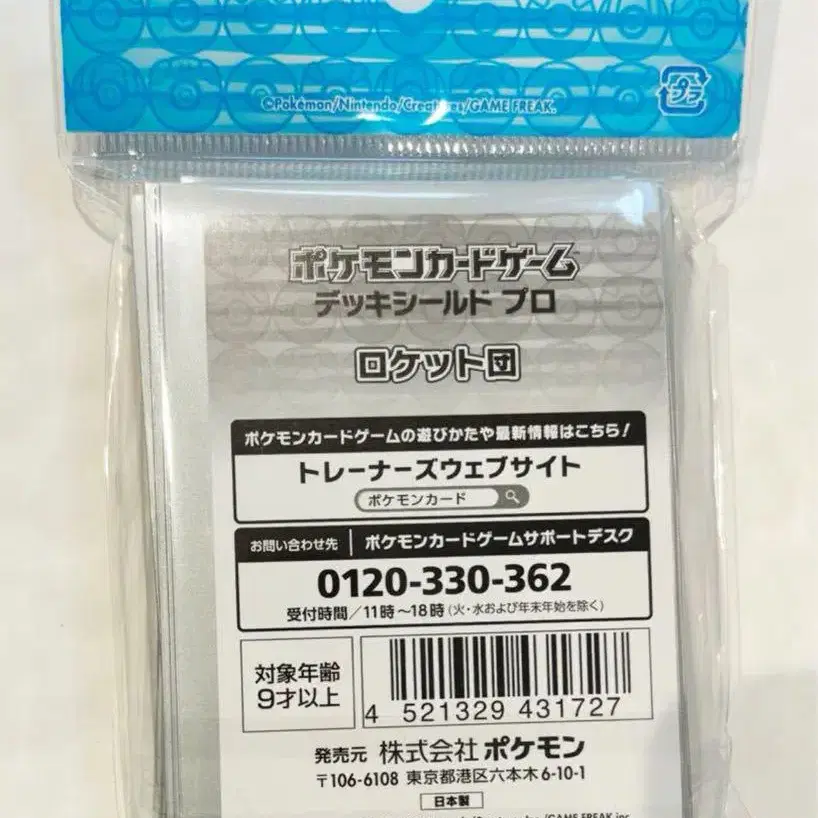 ©Pokémon/Nintendo/Creatures/GAME FREAK.
プラ
ポケモンカードゲーム
デッキシールド プロ
ロケット団
ポケモンカードゲームの遊びかたや最新情報はこちら!
トレーナーズウェブサイト
ポケモンカード
お問い合わせ先 ポケモンカードゲームサポートデスク
0120-330-362
受付時間/11時~18時(火・水および年末年始を除く)
対象年齢
9才以上
4 521329 431727
発売元 株式会社 ポケモン
〒106-6108 東京都港区六本木6-10-1
日本製
/GAME FREAK inc.